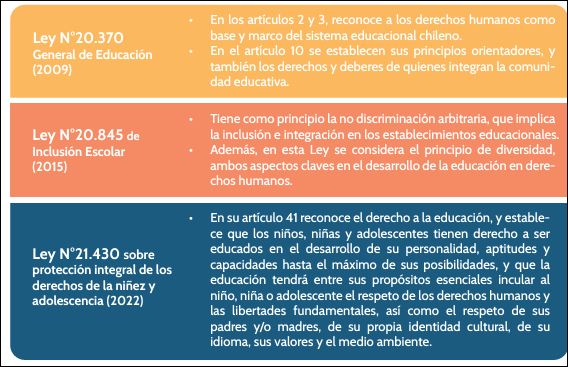 Ley N°20.370
General de Educación
(2009)
• En los artículos 2 y 3, reconoce a los derechos humanos como
base y marco del sistema educacional chileno.
• En el artículo 10 se establecen sus principios orientadores, y
también los derechos y deberes de quienes integran la comuni-
dad educativa.
Ley N°20.845 de
Inclusión Escolar
(2015)
• Tiene como principio la no discriminación arbitraria, que implica
la inclusión e integración en los establecimientos educacionales.
• Además, en esta Ley se considera el principio de diversidad,
ambos aspectos claves en el desarrollo de la educación en dere-
chos humanos.
Ley N°21.430 sobre
protección integral de los
derechos de la niñez y
adolescencia (2022)
• En su artículo 41 reconoce el derecho a la educación, y estable-
ce que los niños, niñas y adolescentes tienen derecho a ser
educados en el desarrollo de su personalidad, aptitudes y
capacidades hasta el máximo de sus posibilidades, y que la
educación tendrá entre sus propósitos esenciales incular al
niño, niña o adolescente el respeto de los derechos humanos y
las libertades fundamentales, así como el respeto de sus
padres y/o madres, de su propia identidad cultural, de su
idioma, sus valores y el medio ambiente.